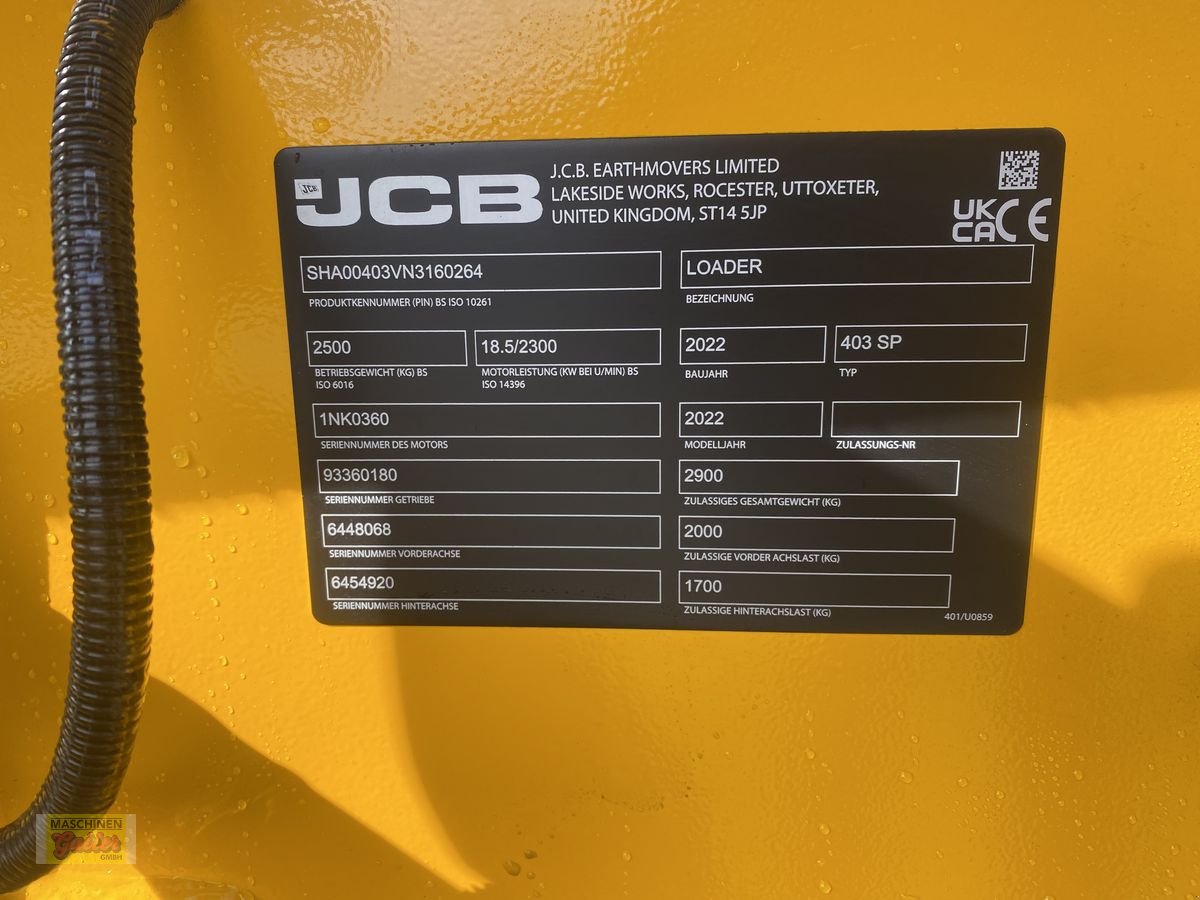 JCB
JCB
J.C.B. EARTHMOVERS LIMITED
LAKESIDE WORKS, ROCESTER, UTTOXETER,
UNITED KINGDOM, ST14 5JP
UK
CA
CE
SHA00403VN3160264
PRODUKTKENNUMMER (PIN) BS ISO 10261
LOADER
BEZEICHNUNG
2500
BETRIEBSGEWICHT (KG) BS
ISO 6016
18.5/2300
MOTORLEISTUNG (KW BEI U/MIN) BS
ISO 14396
2022
BAUJAHR
403 SP
TYP
1NK0360
SERIENNUMMER DES MOTORS
2022
MODELLJAHR
ZULASSUNGS-NR
93360180
SERIENNUMMER GETRIEBE
2900
ZULASSIGES GESAMTGEWICHT (KG)
6448068
SERIENNUMMER VORDERACHSE
2000
ZULASSIGE VORDER ACHSLAST (KG)
6454920
SERIENNUMMER HINTERACHSE
1700
ZULASSIGE HINTERACHSLAST (KG)
401/U0859
MASCHINEN
GMBH